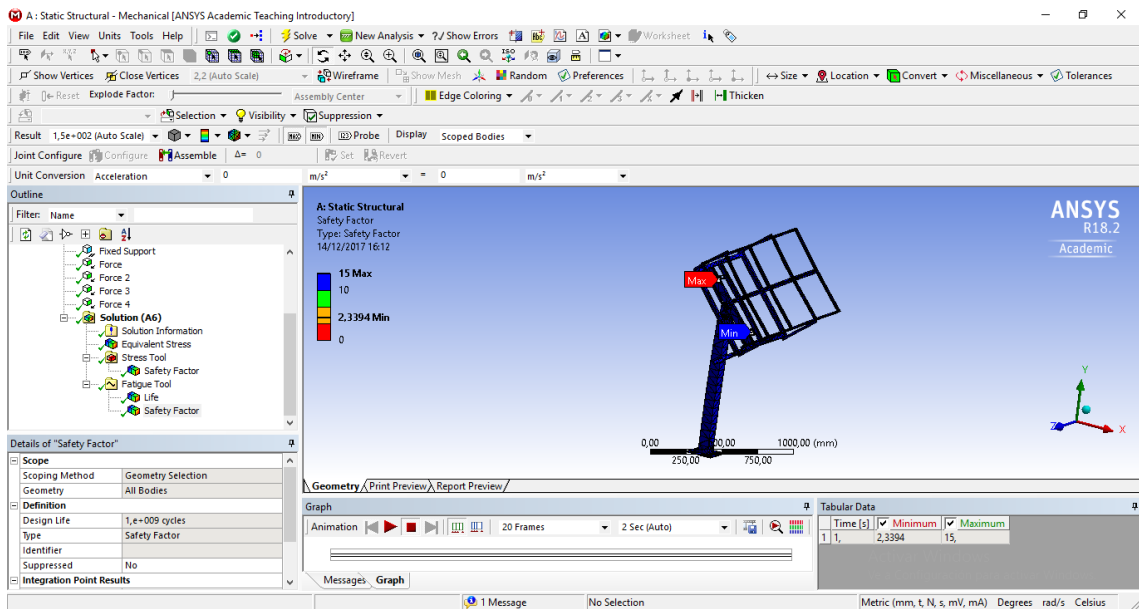 A : Static Structural - Mechanical [ANSYS Academic Teaching Introductory]
File Edit View Units Tools Help Solve New Analysis ?/ Show Errors Worksheet
Show Vertices Close Vertices 2,2 (Auto Scale) Wireframe Show Mesh Random Preferences Size Location Convert Miscellaneous Tolerances
Reset Explode Factor: Assembly Center Edge Coloring Thicken
Selection Visibility Suppression
Result 1,5e+002 (Auto Scale) MAX MIN Probe Display Scoped Bodies
Joint Configure Configure Assemble Δ= 0 Set Revert
Unit Conversion Acceleration 0 m/s² = 0 m/s²
Outline
Filter: Name
Fixed Support
Force
Force 2
Force 3
Force 4
Solution (A6)
Solution Information
Equivalent Stress
Stress Tool
Safety Factor
Fatigue Tool
Life
Safety Factor
Details of "Safety Factor"
Scope
Scoping Method Geometry Selection
Geometry All Bodies
Definition
Design Life 1,e+009 cycles
Type Safety Factor
Identifier
Suppressed No
Integration Point Results
A: Static Structural
Safety Factor
Type: Safety Factor
14/12/2017 16:12
15 Max
10
2,3394 Min
0
ANSYS
R18.2
Academic
Max
Min
Y
Z
X
0,00 1000,00 (mm)
250,00 750,00
Geometry Print Preview Report Preview
Graph
Animation 20 Frames 2 Sec (Auto)
Messages Graph
Tabular Data
Time [s] Minimum Maximum
1 1, 2,3394 15,
1 Message No Selection Metric (mm, t, N, s, mV, mA) Degrees rad/s Celsius